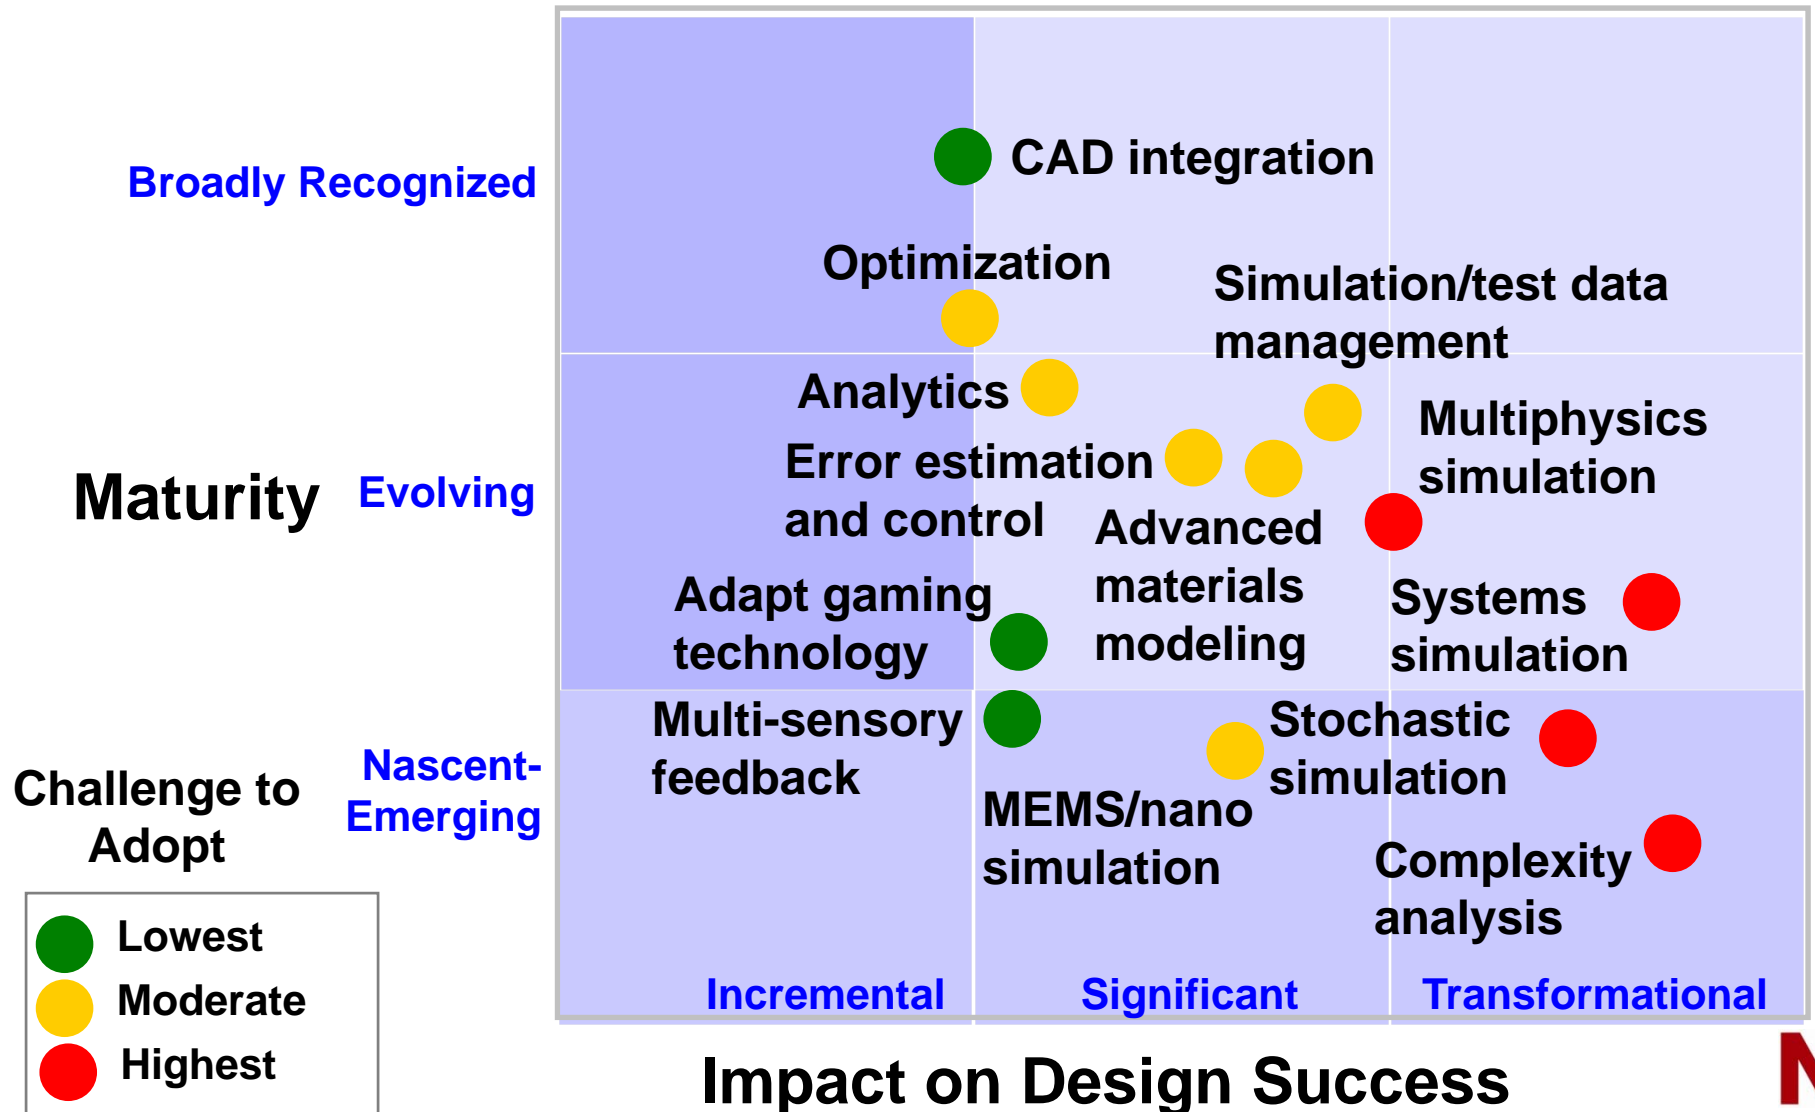 CAD integration
Broadly Recognized
Optimization
Simulation/test data
management
Analytics
Multiphysics
simulation
Error estimation
and control
Maturity
Evolving
Advanced
materials
modeling
Adapt gaming
technology
Systems
simulation
Multi-sensory
feedback
Stochastic
simulation
Nascent-
Emerging
MEMS/nano
simulation
Complexity
analysis
Challenge to
Adopt
Lowest
Moderate
Highest
Incremental
Significant
Transformational
Impact on Design Success